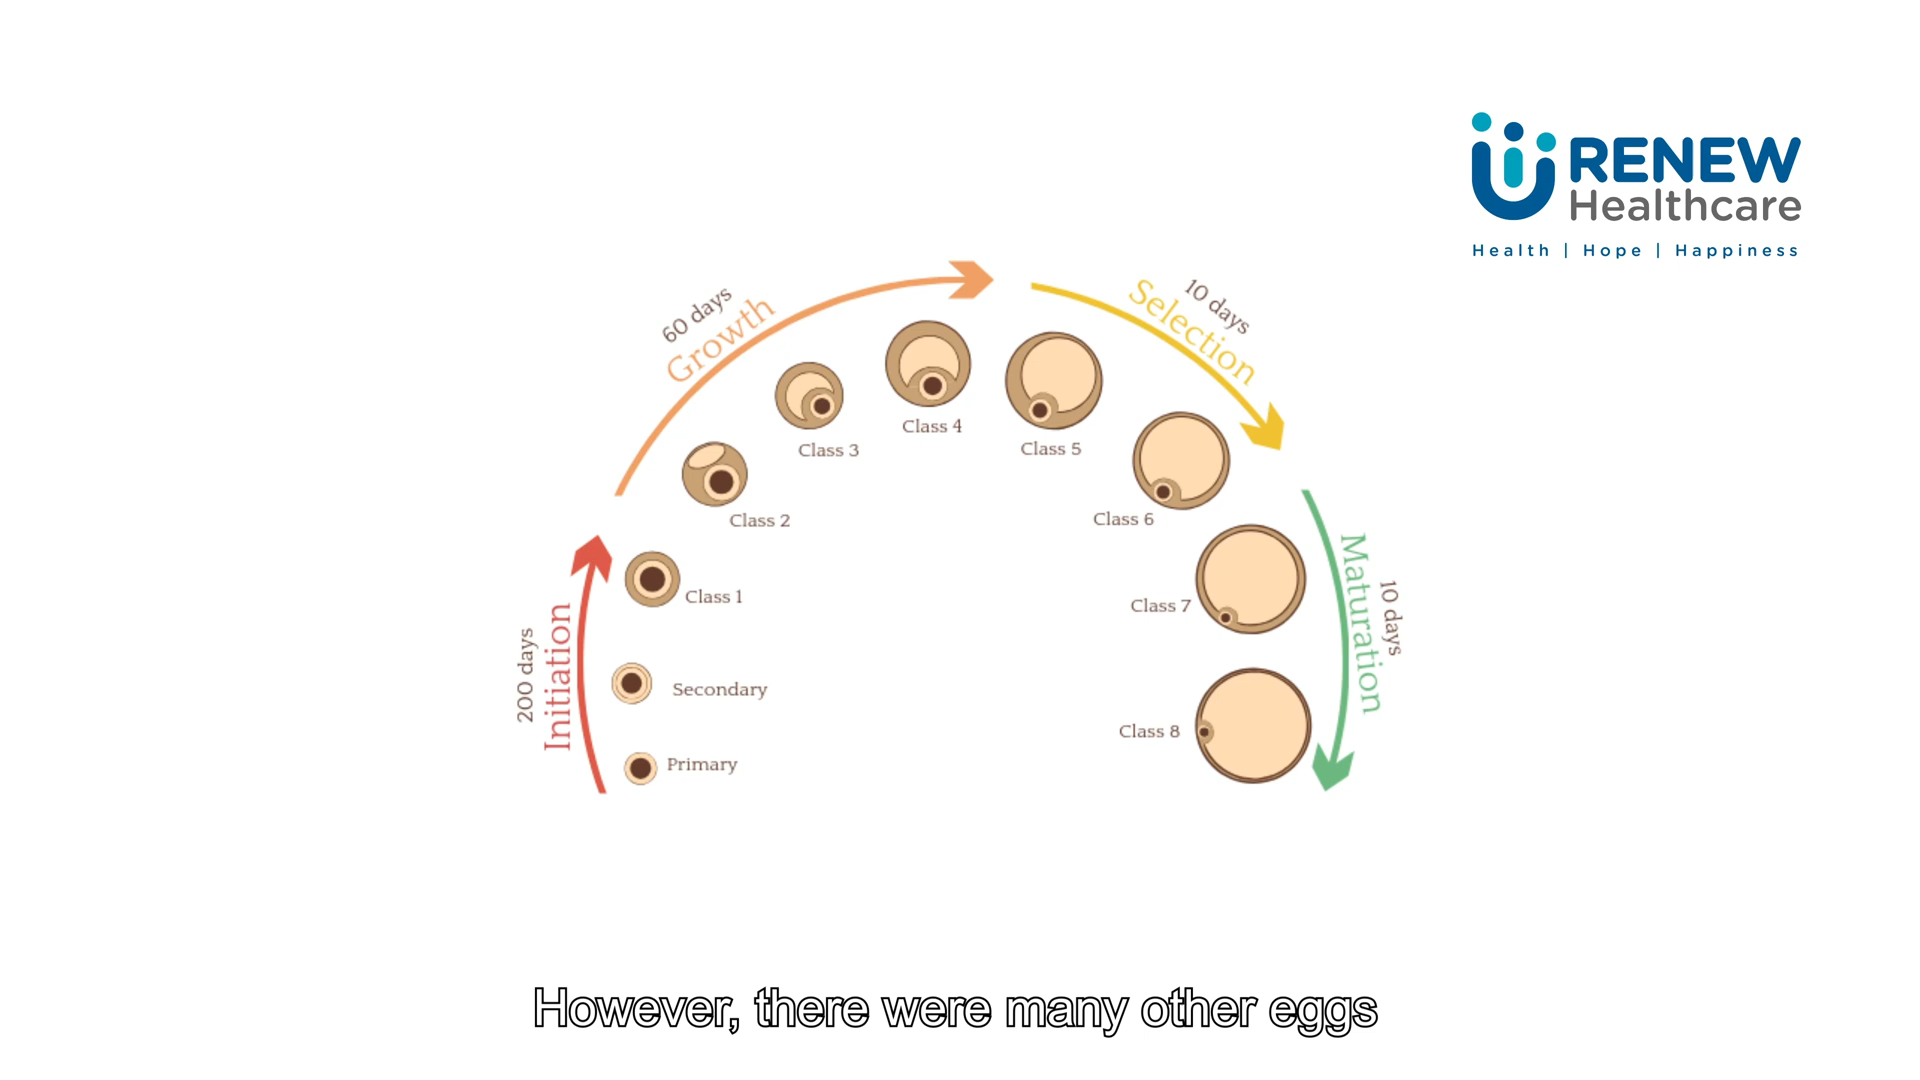 RENEW
Healthcare
Health | Hope | Happiness
60 days
Growth
10 days
Selection
Class 4
Class 3
Class 5
Class 2
Class 6
Class 1
Class 7
200 days
Initiation
Maturation
10 days
Secondary
Class 8
Primary
However, there were many other eggs